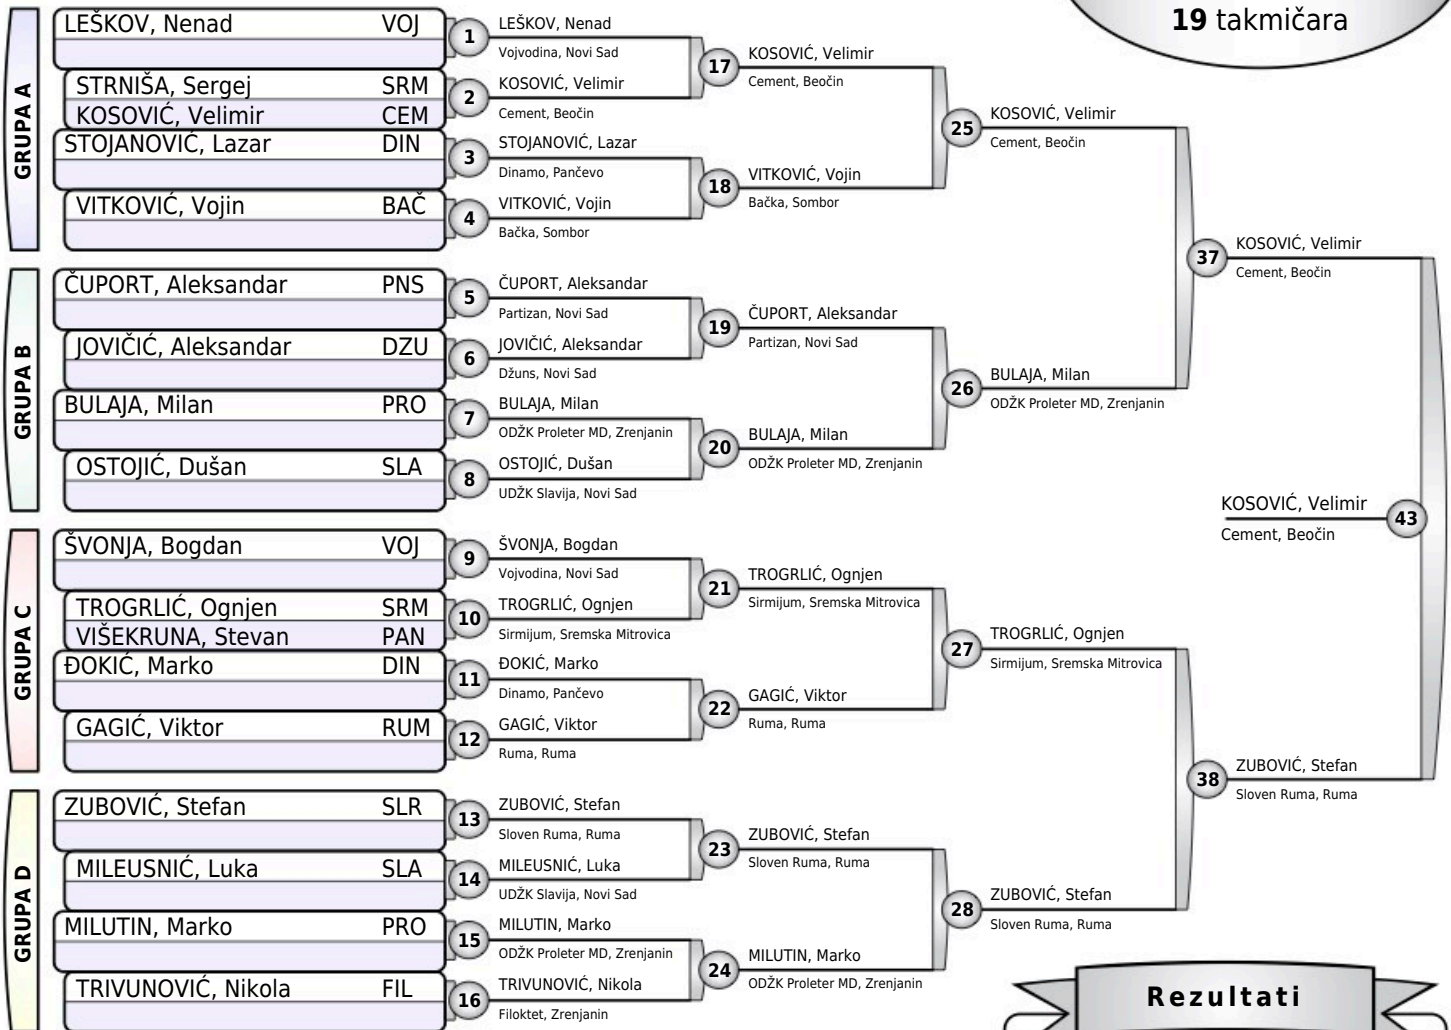 19 takmičara
GRUPA A
LEŠKOV, Nenad VOJ
STRNIŠA, Sergej SRM
KOSOVIĆ, Velimir CEM
STOJANOVIĆ, Lazar DIN
VITKOVIĆ, Vojin BAČ
1
LEŠKOV, Nenad
Vojvodina, Novi Sad
2
KOSOVIĆ, Velimir
Cement, Beočin
3
STOJANOVIĆ, Lazar
Dinamo, Pančevo
4
VITKOVIĆ, Vojin
Bačka, Sombor
17
KOSOVIĆ, Velimir
Cement, Beočin
18
VITKOVIĆ, Vojin
Bačka, Sombor
25
KOSOVIĆ, Velimir
Cement, Beočin
GRUPA B
ČUPORT, Aleksandar PNS
JOVIČIĆ, Aleksandar DZU
BULAJA, Milan PRO
OSTOJIĆ, Dušan SLA
5
ČUPORT, Aleksandar
Partizan, Novi Sad
6
JOVIČIĆ, Aleksandar
Džuns, Novi Sad
7
BULAJA, Milan
ODŽK Proleter MD, Zrenjanin
8
OSTOJIĆ, Dušan
UDŽK Slavija, Novi Sad
19
ČUPORT, Aleksandar
Partizan, Novi Sad
20
BULAJA, Milan
ODŽK Proleter MD, Zrenjanin
26
BULAJA, Milan
ODŽK Proleter MD, Zrenjanin
37
KOSOVIĆ, Velimir
Cement, Beočin
GRUPA C
ŠVONJA, Bogdan VOJ
TROGRLIĆ, Ognjen SRM
VIŠEKRUNA, Stevan PAN
ĐOKIĆ, Marko DIN
GAGIĆ, Viktor RUM
9
ŠVONJA, Bogdan
Vojvodina, Novi Sad
10
TROGRLIĆ, Ognjen
Sirmijum, Sremska Mitrovica
11
ĐOKIĆ, Marko
Dinamo, Pančevo
12
GAGIĆ, Viktor
Ruma, Ruma
21
TROGRLIĆ, Ognjen
Sirmijum, Sremska Mitrovica
22
GAGIĆ, Viktor
Ruma, Ruma
27
TROGRLIĆ, Ognjen
Sirmijum, Sremska Mitrovica
GRUPA D
ZUBOVIĆ, Stefan SLR
MILEUSNIĆ, Luka SLA
MILUTIN, Marko PRO
TRIVUNOVIĆ, Nikola FIL
13
ZUBOVIĆ, Stefan
Sloven Ruma, Ruma
14
MILEUSNIĆ, Luka
UDŽK Slavija, Novi Sad
15
MILUTIN, Marko
ODŽK Proleter MD, Zrenjanin
16
TRIVUNOVIĆ, Nikola
Filoktet, Zrenjanin
23
ZUBOVIĆ, Stefan
Sloven Ruma, Ruma
24
MILUTIN, Marko
ODŽK Proleter MD, Zrenjanin
28
ZUBOVIĆ, Stefan
Sloven Ruma, Ruma
38
ZUBOVIĆ, Stefan
Sloven Ruma, Ruma
KOSOVIĆ, Velimir
Cement, Beočin
43
Rezultati